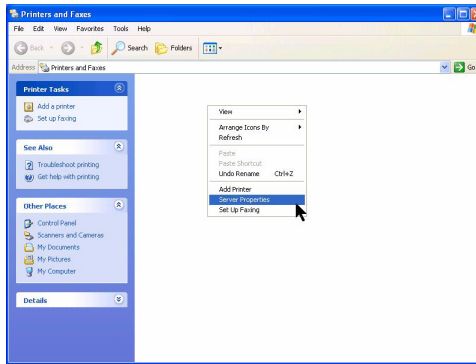 Printers and Faxes
File Edit View Favorites Tools Help
Back Search Folders
Address Printers and Faxes Go
Printer Tasks
Add a printer
Set up faxing
See Also
Troubleshoot printing
Get help with printing
Other Places
Control Panel
Scanners and Cameras
My Documents
My Pictures
My Computer
Details
View
Arrange Icons By
Refresh
Paste
Paste Shortcut
Undo Rename Ctrl+Z
Add Printer
Server Properties
Set Up Faxing